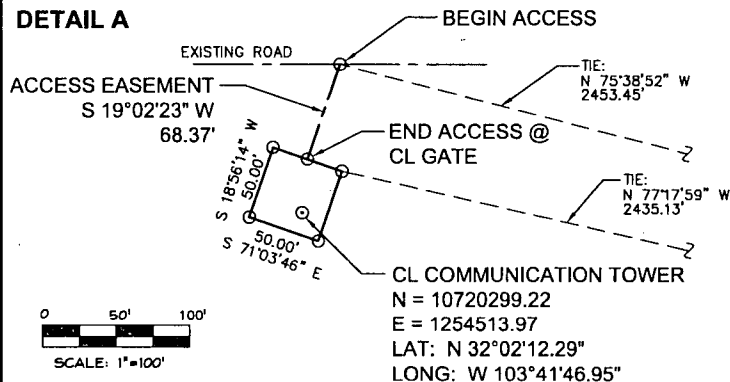 DETAIL A
BEGIN ACCESS
EXISTING ROAD
TIE:
N 75°38'52" W
2453.45'
ACCESS EASEMENT
S 19°02'23" W
68.37'
END ACCESS @
CL GATE
S 18°56'14" W
50.00'
TIE:
N 77°17'59" W
2435.13'
50.00'
S 71°03'46" E
CL COMMUNICATION TOWER
N = 10720299.22
E = 1254513.97
LAT: N 32°02'12.29"
LONG: W 103°41'46.95"
0 50' 100'
SCALE: 1"=100'